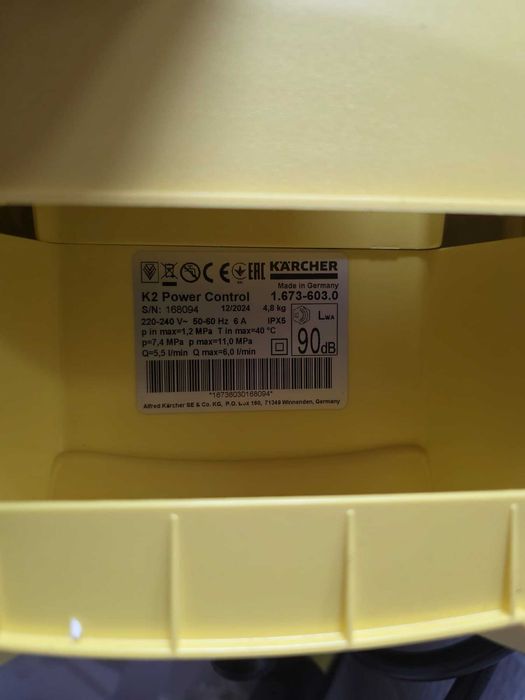 CE EAC KÄRCHER
Made in Germany
K2 Power Control 1.673-603.0
S/N: 168094 12/2024 4,8 kg
220-240 V~ 50-60 Hz 6 A IPX5
p in max=1,2 MPa T in max=40 °C
p=7,4 MPa p max=11,0 MPa
Q=5,5 l/min Q max=6,0 l/min
LWA
90dB
*16736030168094*
Alfred Kärcher SE & Co. KG, P.O. Box 160, 71349 Winnenden, Germany